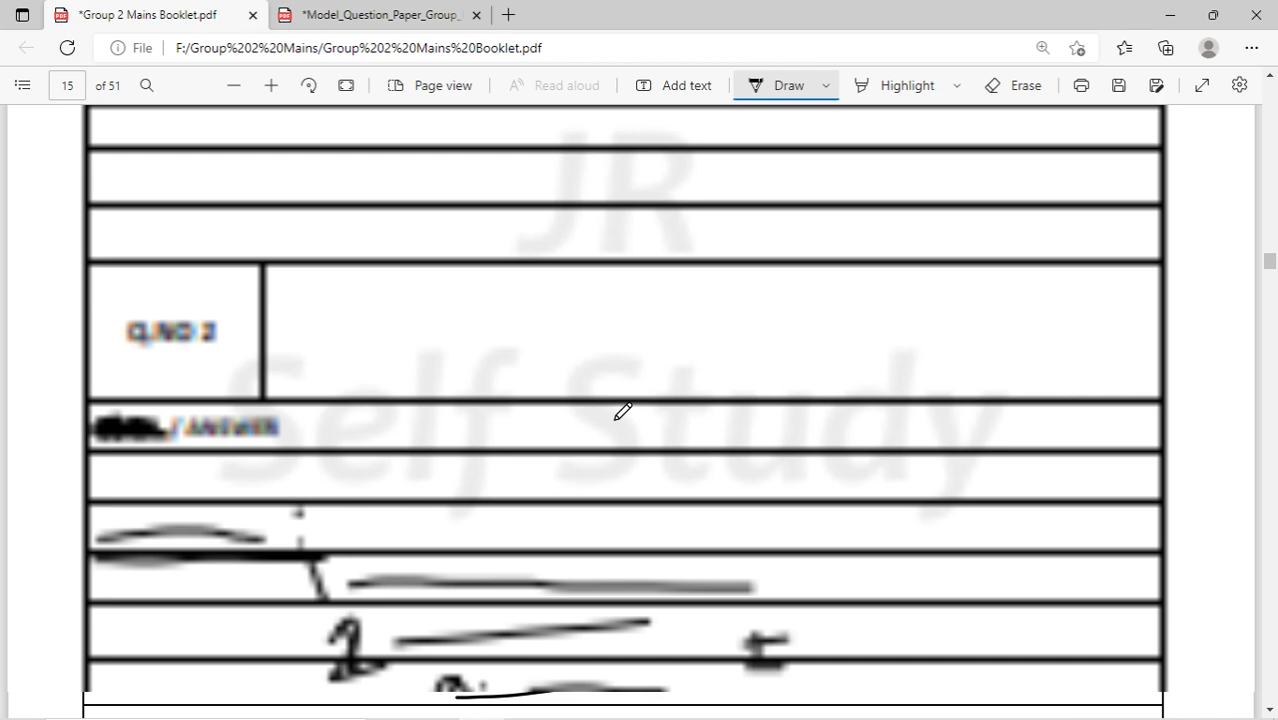 *Group 2 Mains Booklet.pdf
*Model_Question_Paper_Group_
File
F:/Group%202%20Mains/Group%202%20Mains%20Booklet.pdf
15 of 51
Page view
Read aloud
Add text
Draw
Highlight
Erase
JR
Q.NO 2
Self Study
/ ANSWER
2